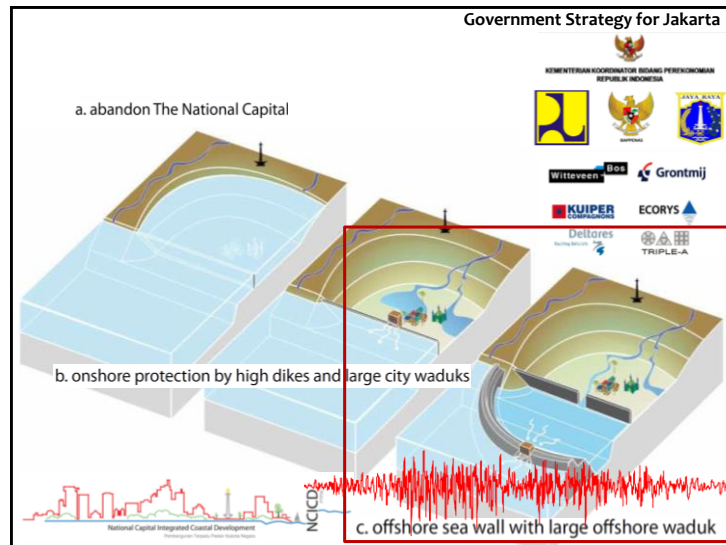 Government Strategy for Jakarta
KEMENTERIAN KOORDINATOR BIDANG PEREKONOMIAN
REPUBLIK INDONESIA
a. abandon The National Capital
BAPPENAS
JAYA RAYA
WITTEVEEN
BOS
Grontmij
KUIPER
COMPAGNONS
ECORYS
Deltares
TRIPLE-A
b. onshore protection by high dikes and large city waduks
NCICD
National Capital Integrated Coastal Development
c. offshore sea wall with large offshore waduk